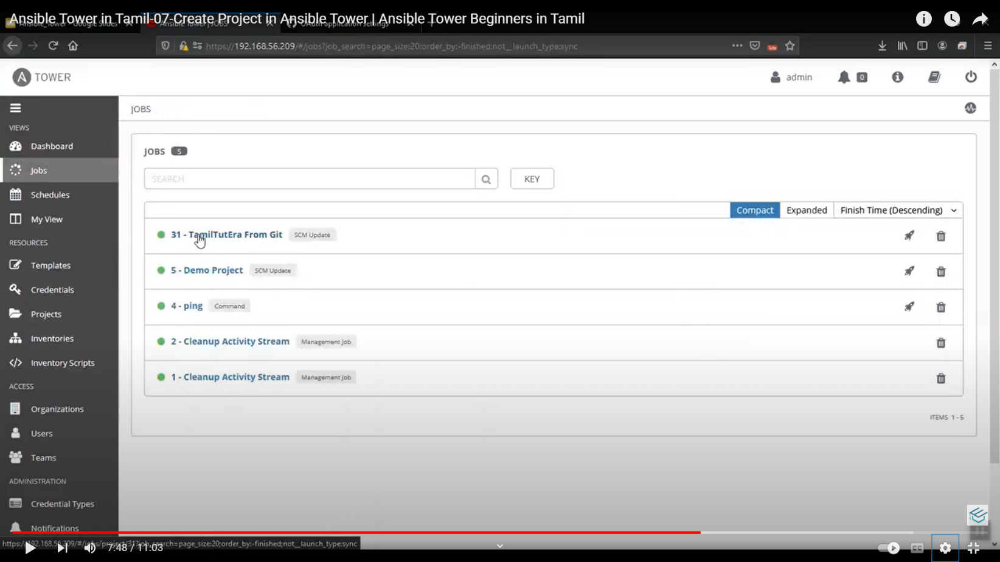 Ansible Tower in Tamil-07-Create Project in Ansible Tower | Ansible Tower Beginners in Tamil
https://192.168.56.209/#/jobs?job_search=page_size:20;order_by:-finished;not__launch_type:sync
TOWER
admin
0
JOBS
VIEWS
Dashboard
Jobs
Schedules
My View
RESOURCES
Templates
Credentials
Projects
Inventories
Inventory Scripts
ACCESS
Organizations
Users
Teams
ADMINISTRATION
Credential Types
Notifications
JOBS 5
SEARCH
KEY
Compact Expanded Finish Time (Descending)
31 - TamilTutEra From Git SCM Update
5 - Demo Project SCM Update
4 - ping Command
2 - Cleanup Activity Stream Management Job
1 - Cleanup Activity Stream Management Job
ITEMS 1 - 5
https://192.168.56.209/#/jobs/project/31?job_search=page_size:20;order_by:-finished;not__launch_type:sync
7:48 / 11:03
CC